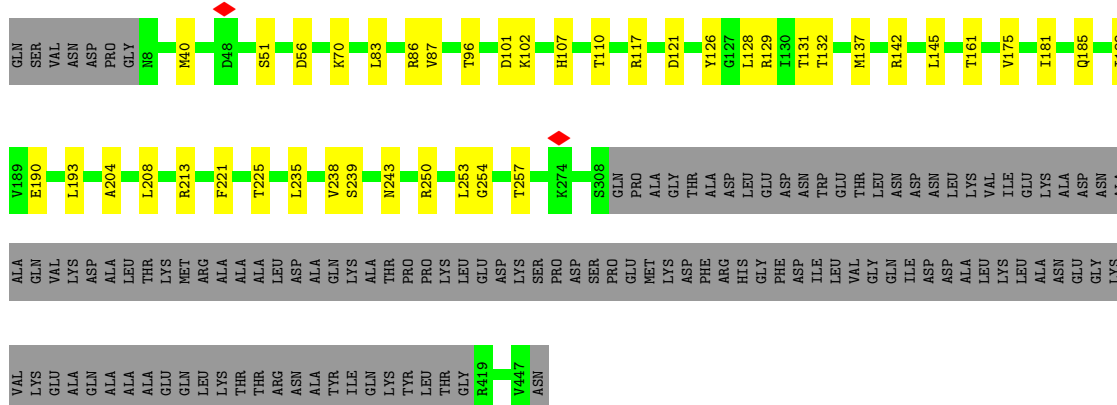 GLN SER VAL ASN ASP PRO GLY N8 M40 D48 S51 D56 K70 L83 R86 V87 T96 D101 K102 H107 T110 R117 D121 Y126 G127 L128 R129 I130 T131 T132 M137 R142 L145 T161 V175 I181 Q185
V189 E190 L193 A204 L208 R213 F221 T225 L235 V238 S239 N243 R250 L253 G254 T257 K274 S308 GLN PRO ALA GLY THR ALA ASP LEU GLU ASP ASN TRP GLU THR LEU ASN ASP ASN LEU LYS VAL ILE GLU LYS ALA ASP ASN
ALA GLN VAL LYS ASP ALA LEU THR LYS MET ARG ALA ALA ALA LEU ASP ALA GLN LYS ALA THR PRO PRO LYS LEU GLU ASP LYS SER PRO ASP SER PRO GLU MET LYS ASP PHE ARG HIS GLY PHE ASP ILE LEU VAL GLY GLN ILE ASP ASP ALA LEU LYS LEU ALA ASN GLU GLY LYS
VAL LYS GLU ALA GLN ALA ALA ALA GLU GLN LEU LYS THR THR ARG ASN ALA TYR ILE GLN LYS TYR LEU THR GLY R419 V447 ASN